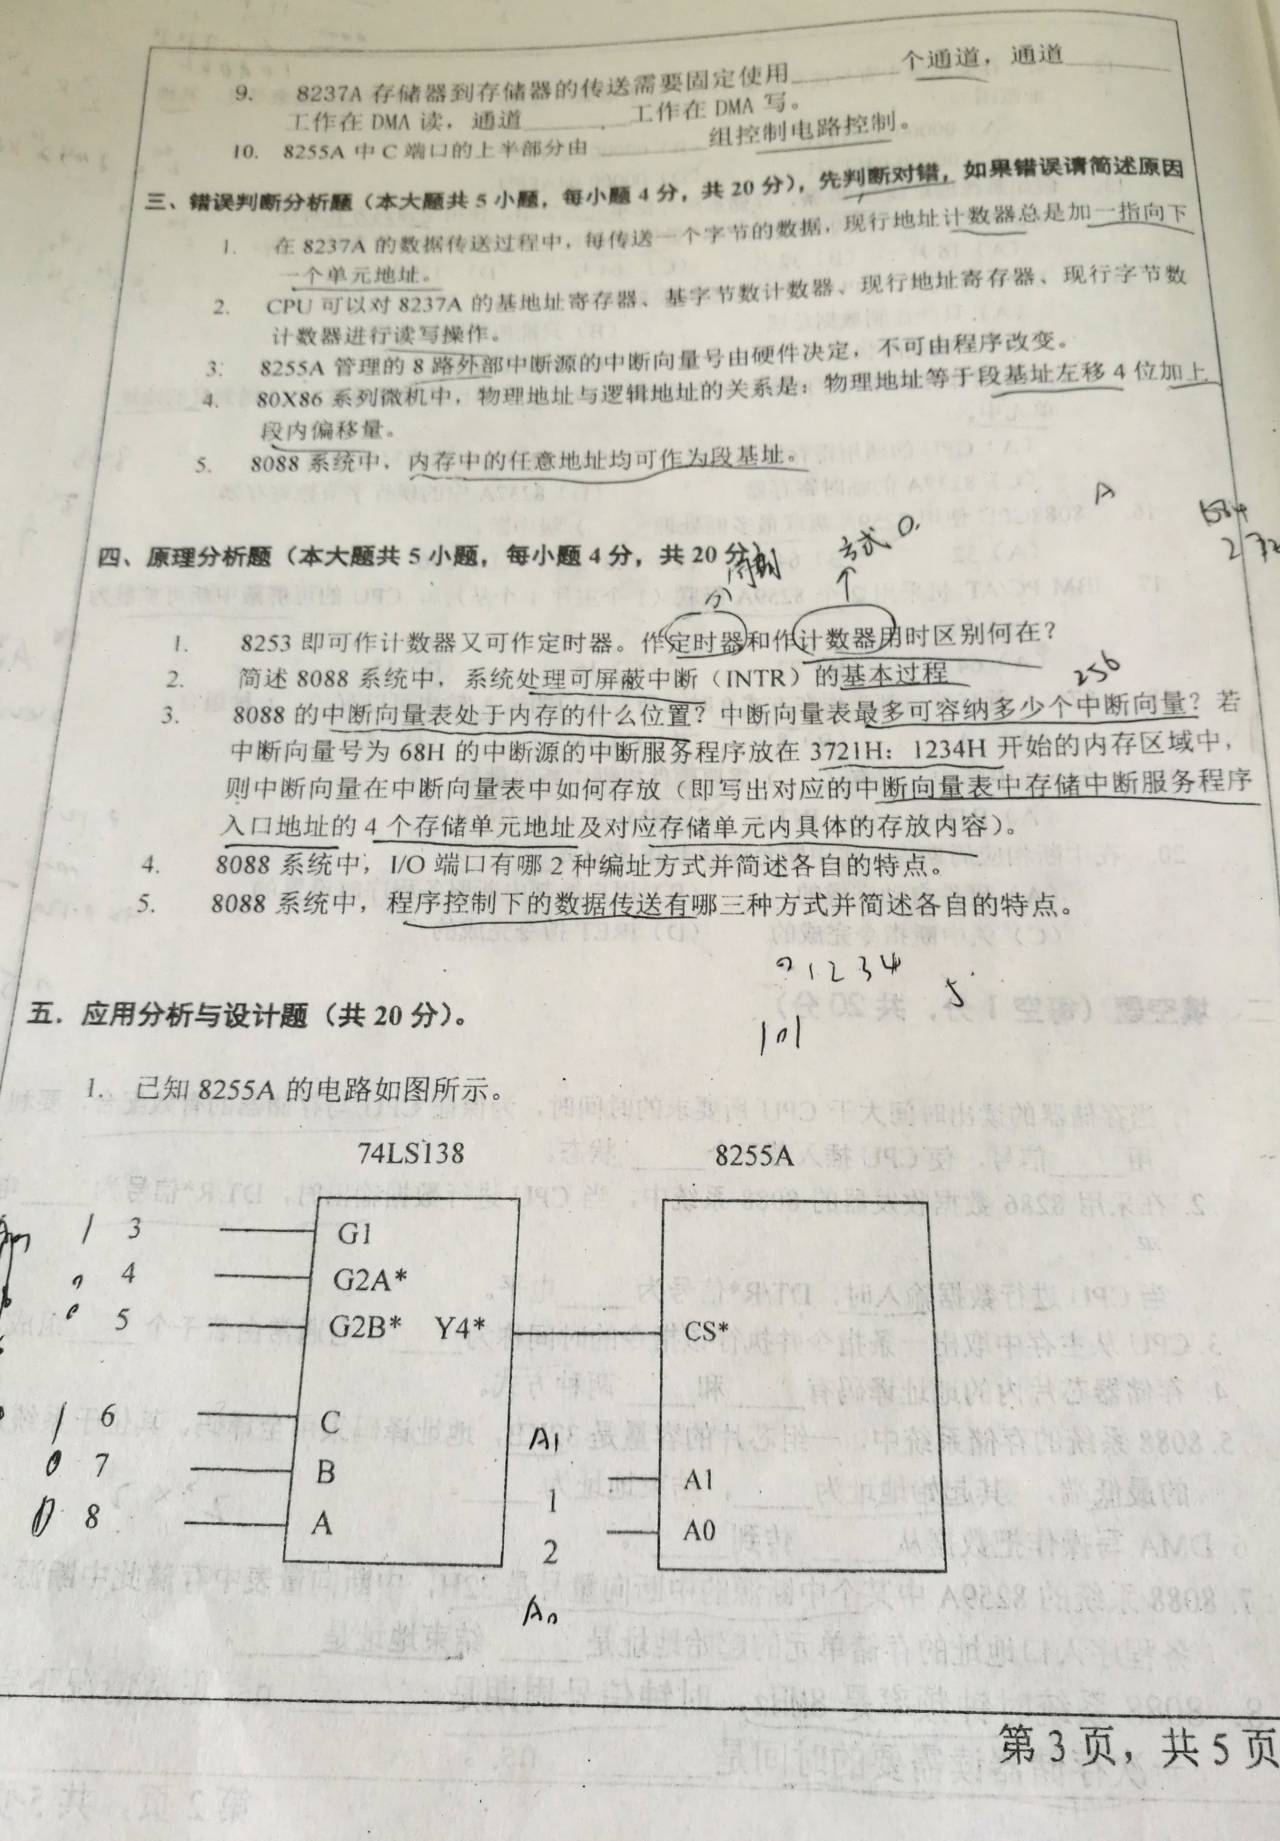 9. 8237A 存储器到存储器的传送需要固定使用________个通道，通道________
工作在 DMA 读，通道________工作在 DMA 写。
10. 8255A 中 C 端口的上半部分由________组控制电路控制。
三、错误判断分析题（本大题共 5 小题，每小题 4 分，共 20 分），先判断对错，如果错误请简述原因
1. 在 8237A 的数据传送过程中，每传送一个字节的数据，现行地址计数器总是加一指向下
一个单元地址。
2. CPU 可以对 8237A 的基地址寄存器、基字节数计数器、现行地址寄存器、现行字节数
计数器进行读写操作。
3. 8255A 管理的 8 路外部中断源的中断向量号由硬件决定，不可由程序改变。
4. 80X86 系列微机中，物理地址与逻辑地址的关系是：物理地址等于段基址左移 4 位加上
段内偏移量。
5. 8088 系统中，内存中的任意地址均可作为段基址。
A
四、原理分析题（本大题共 5 小题，每小题 4 分，共 20 分）
方式 0.
1. 8253 即可作计数器又可作定时器。作定时器和作计数器用时区别何在？
2. 简述 8088 系统中，系统处理可屏蔽中断（INTR）的基本过程
256
3. 8088 的中断向量表处于内存的什么位置？中断向量表最多可容纳多少个中断向量？若
中断向量号为 68H 的中断源的中断服务程序放在 3721H：1234H 开始的内存区域中，
则中断向量在中断向量表中如何存放（即写出对应的中断向量表中存储中断服务程序
入口地址的 4 个存储单元地址及对应存储单元内具体的存放内容）。
4. 8088 系统中，I/O 端口有哪 2 种编址方式并简述各自的特点。
5. 8088 系统中，程序控制下的数据传送有哪三种方式并简述各自的特点。
0 1 2 3 4 5
101
五．应用分析与设计题（共 20 分）。
1. 已知 8255A 的电路如图所示。
74LS138 8255A
1 3 G1
0 4 G2A*
0 5 G2B* Y4* CS*
1 6 C
A1
0 7 B A1
1
0 8 A A0
2
A0
第 3 页，共 5 页